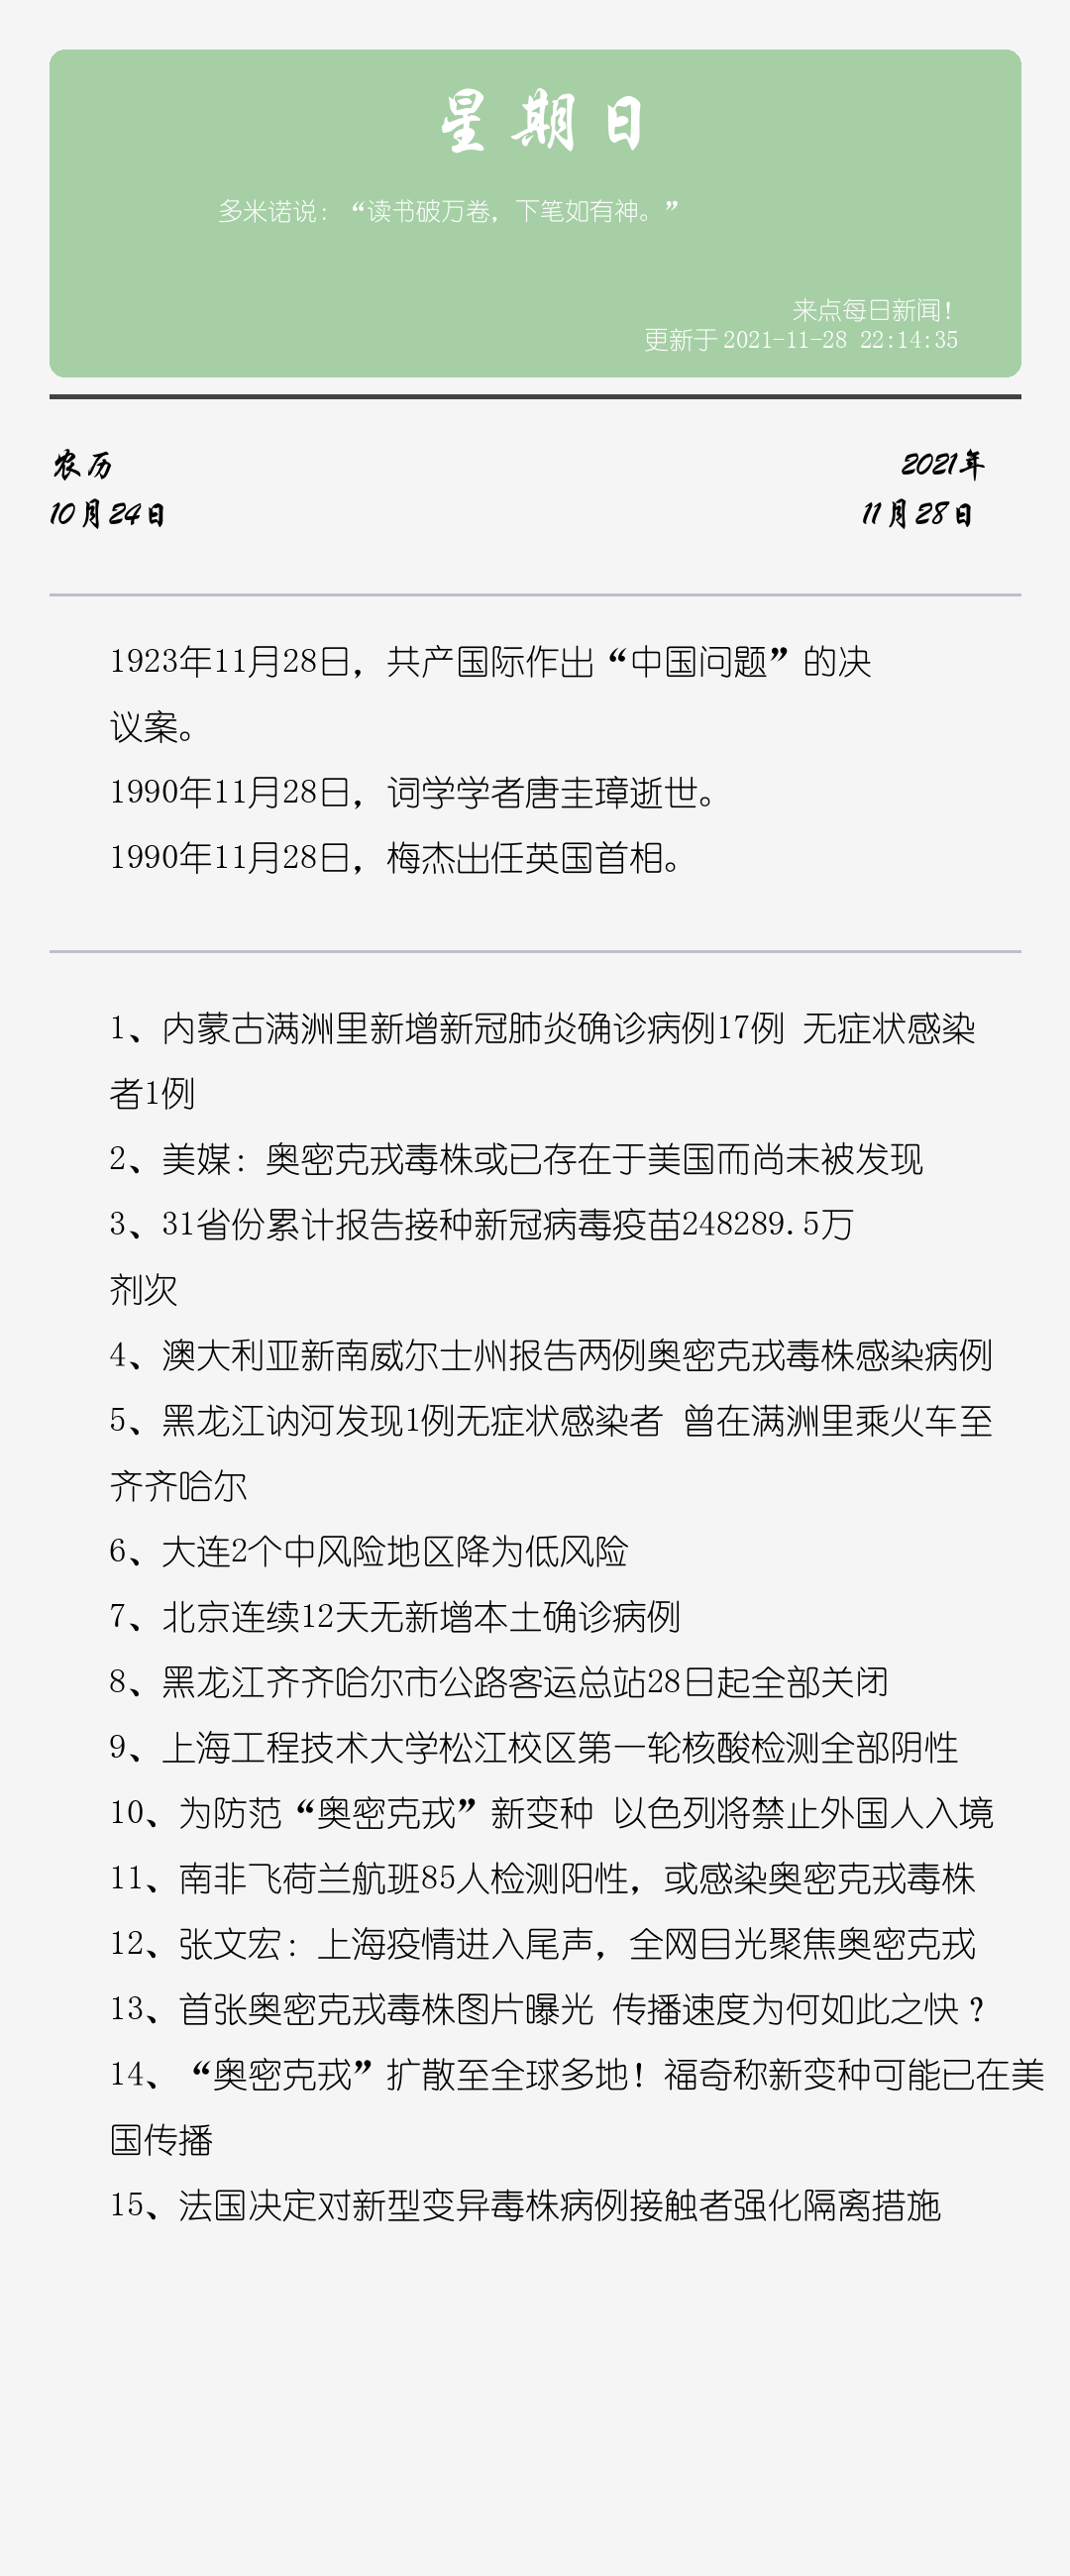 星期日
多米诺说：“读书破万卷，下笔如有神。”
来点每日新闻！
更新于 2021-11-28 22:14:35
农历
10月24日
2021年
11月28日
1923年11月28日，共产国际作出“中国问题”的决
议案。
1990年11月28日，词学学者唐圭璋逝世。
1990年11月28日，梅杰出任英国首相。
1、内蒙古满洲里新增新冠肺炎确诊病例17例 无症状感染
者1例
2、美媒：奥密克戎毒株或已存在于美国而尚未被发现
3、31省份累计报告接种新冠病毒疫苗248289.5万
剂次
4、澳大利亚新南威尔士州报告两例奥密克戎毒株感染病例
5、黑龙江讷河发现1例无症状感染者 曾在满洲里乘火车至
齐齐哈尔
6、大连2个中风险地区降为低风险
7、北京连续12天无新增本土确诊病例
8、黑龙江齐齐哈尔市公路客运总站28日起全部关闭
9、上海工程技术大学松江校区第一轮核酸检测全部阴性
10、为防范“奥密克戎”新变种 以色列将禁止外国人入境
11、南非飞荷兰航班85人检测阳性，或感染奥密克戎毒株
12、张文宏：上海疫情进入尾声，全网目光聚焦奥密克戎
13、首张奥密克戎毒株图片曝光 传播速度为何如此之快？
14、“奥密克戎”扩散至全球多地！福奇称新变种可能已在美
国传播
15、法国决定对新型变异毒株病例接触者强化隔离措施